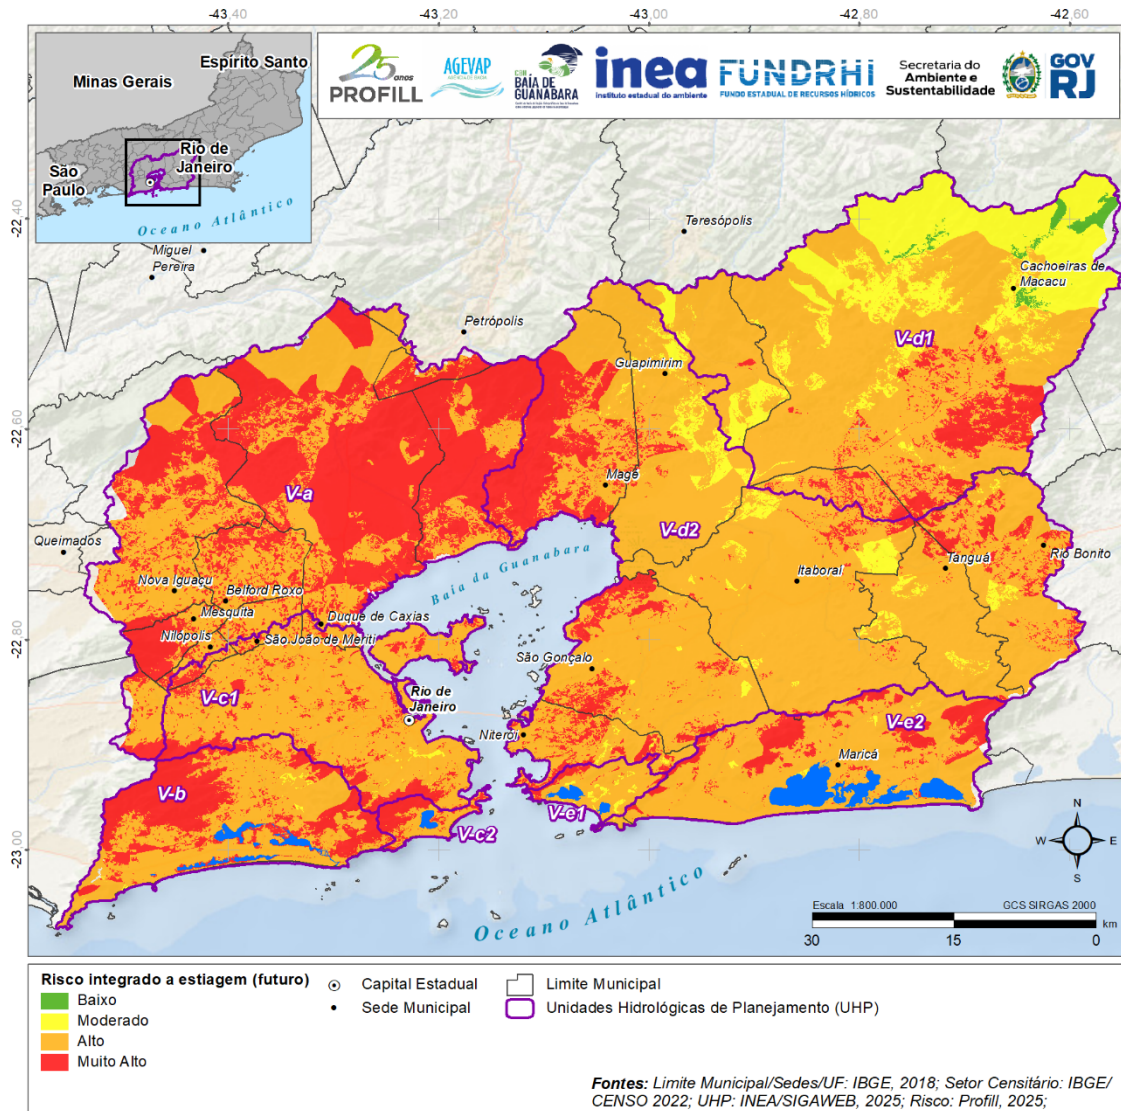 -43,40 -43,20 -43,00 -42,80 -42,60
Espírito Santo
Minas Gerais
Rio de
Janeiro
São
Paulo
Oceano Atlântico
25 anos
PROFILL
AGEVAP
BAÍA DE
GUANABARA
inea
instituto estadual do ambiente
FUNDRHI
FUNDO ESTADUAL DE RECURSOS HÍDRICOS
Secretaria do
Ambiente e
Sustentabilidade
GOV
RJ
-22,40
-22,60
-22,80
-23,00
Miguel
Pereira
Teresópolis
Cachoeiras de
Macacu
Petrópolis
V-d1
Guapimirim
V-a
Magé
Queimados
V-d2
Rio Bonito
Tanguá
Itaboraí
Baía da Guanabara
Nova Iguaçu
Belford Roxo
Mesquita
Duque de Caxias
Nilópolis
São João de Meriti
São Gonçalo
V-c1
Rio de
Janeiro
V-e2
Niterói
Maricá
V-b
V-e1
V-c2
N
W E
S
Oceano Atlântico
Escala 1:800.000 GCS SIRGAS 2000
km
30 15 0
Risco integrado a estiagem (futuro)
Baixo
Moderado
Alto
Muito Alto
Capital Estadual
Sede Municipal
Limite Municipal
Unidades Hidrológicas de Planejamento (UHP)
Fontes: Limite Municipal/Sedes/UF: IBGE, 2018; Setor Censitário: IBGE/
CENSO 2022; UHP: INEA/SIGAWEB, 2025; Risco: Profill, 2025;